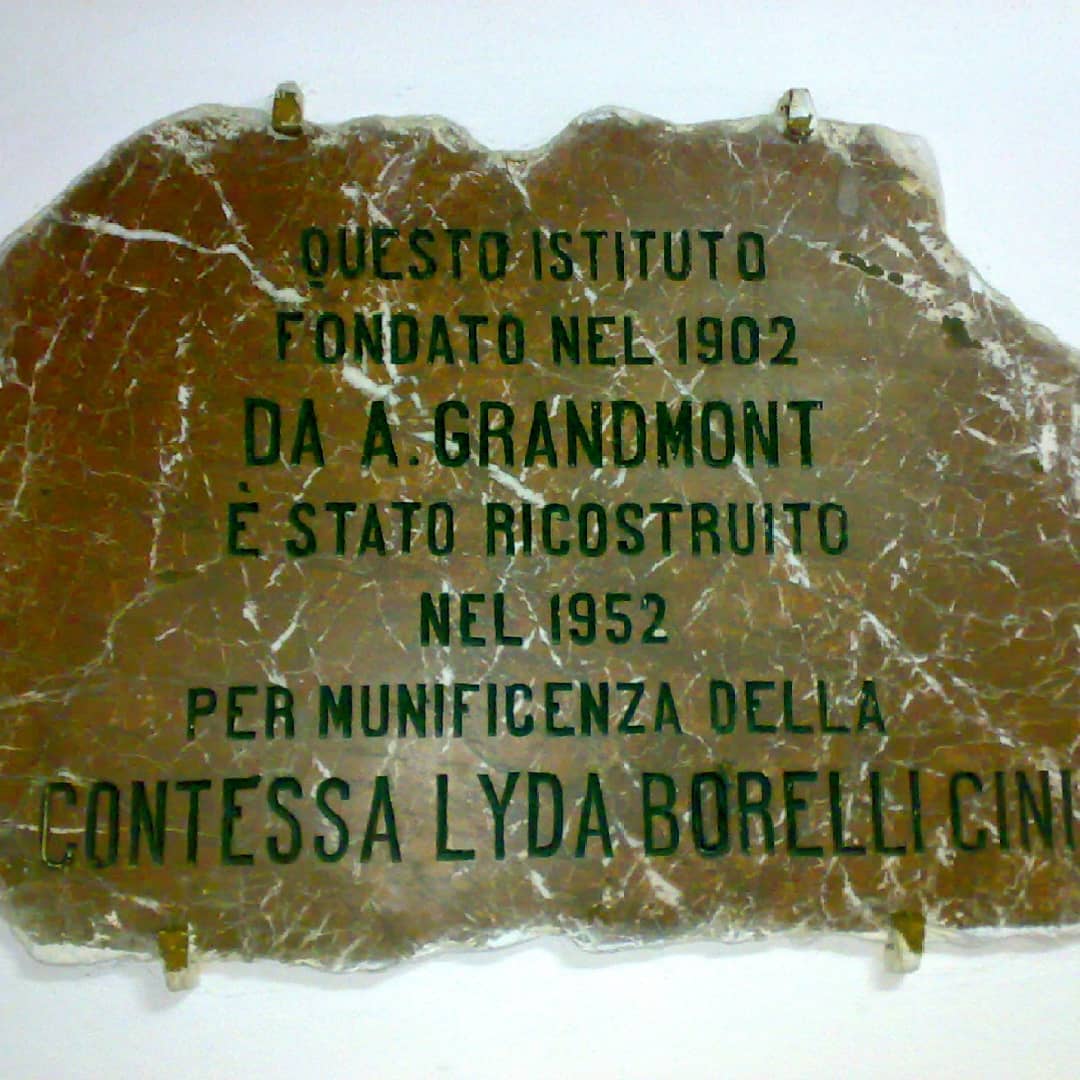 QUESTO ISTITUTO
FONDATO NEL 1902
DA A. GRANDMONT
È STATO RICOSTRUITO
NEL 1952
PER MUNIFICENZA DELLA
CONTESSA LYDA BORELLI CINI